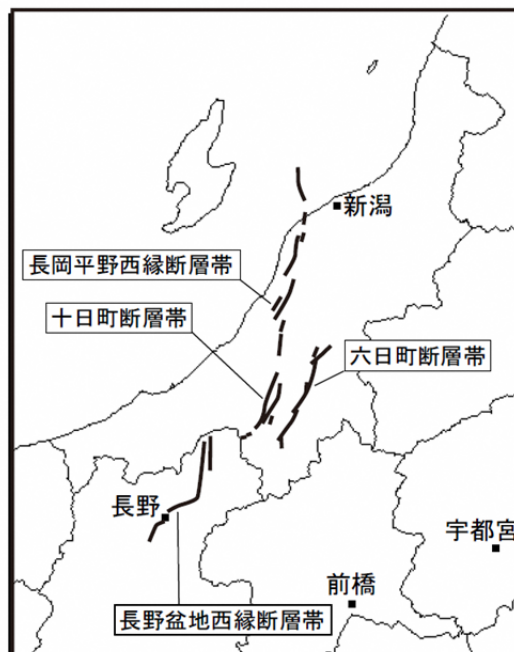 新潟
長岡平野西縁断層帯
十日町断層帯
六日町断層帯
長野
宇都宮
前橋
長野盆地西縁断層帯